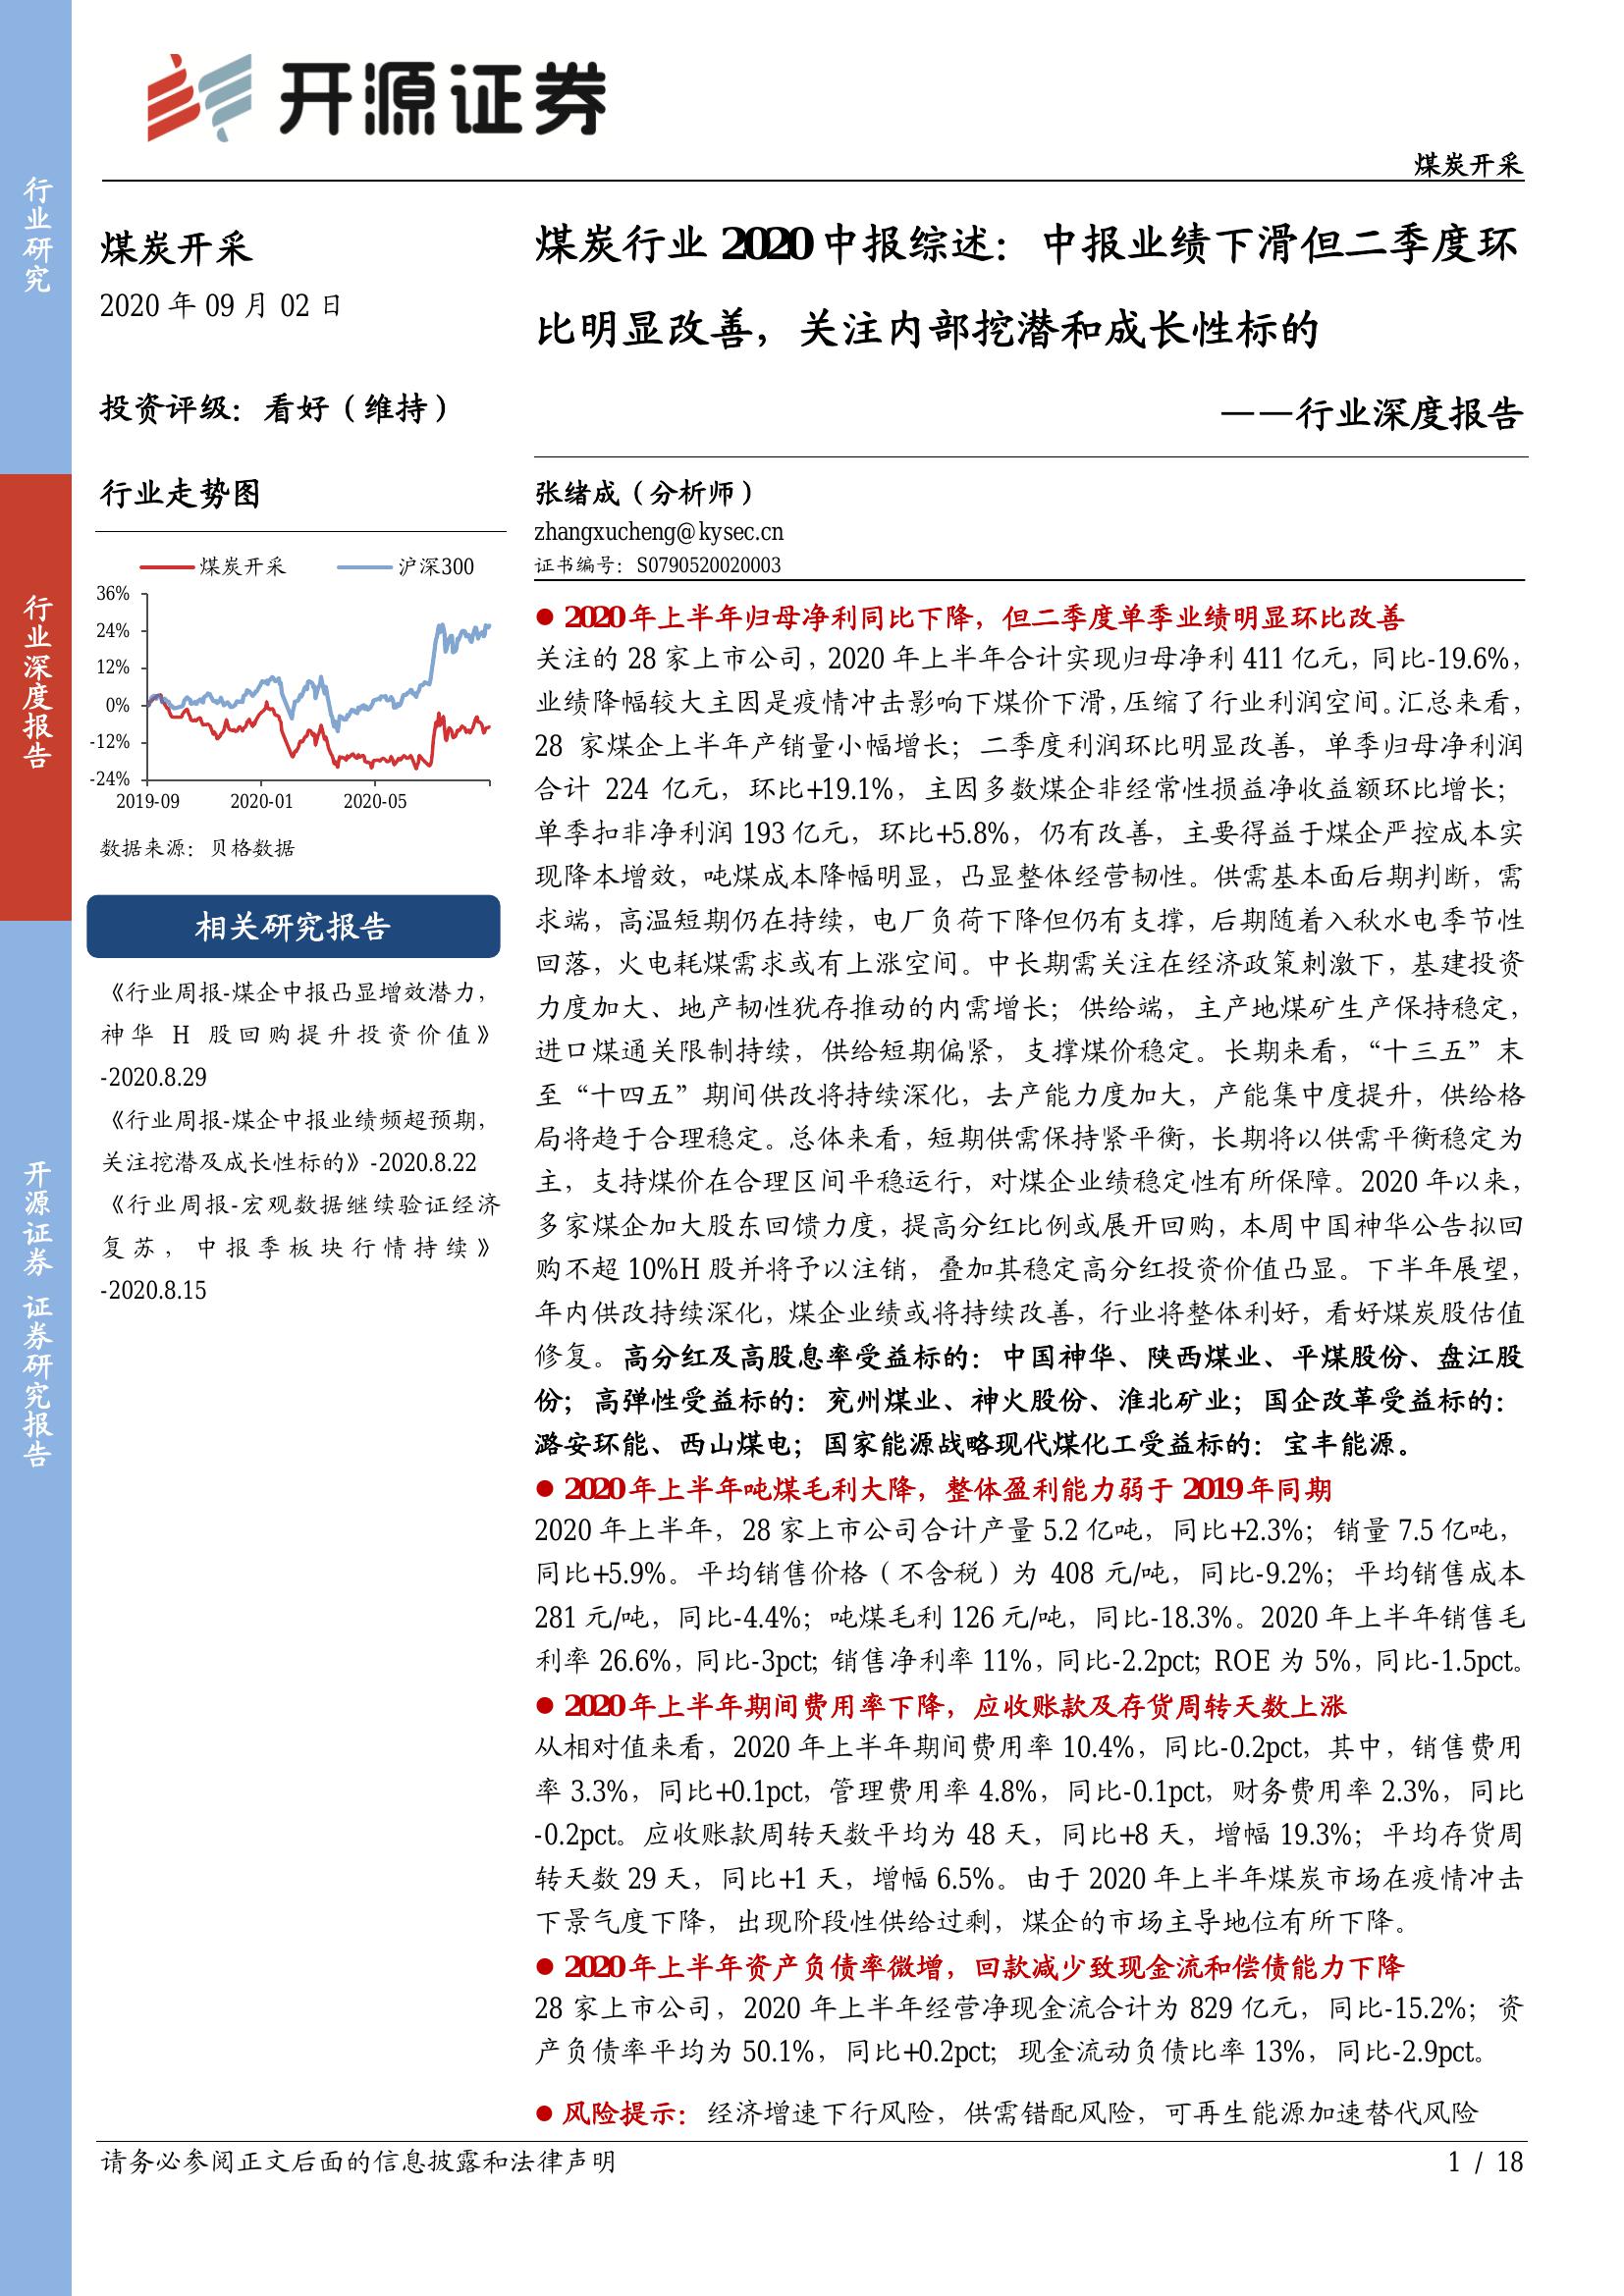 开源证券
煤炭开采
行业研究
行业深度报告
开源证券 证券研究报告
煤炭开采
2020 年 09 月 02 日
投资评级：看好（维持）
行业走势图
煤炭开采 沪深300
36%
24%
12%
0%
-12%
-24%
2019-09 2020-01 2020-05
数据来源：贝格数据
相关研究报告
《行业周报-煤企中报凸显增效潜力，
神华 H 股回购提升投资价值》
-2020.8.29
《行业周报-煤企中报业绩频超预期，
关注挖潜及成长性标的》-2020.8.22
《行业周报-宏观数据继续验证经济
复苏，中报季板块行情持续》
-2020.8.15
煤炭行业 2020 中报综述：中报业绩下滑但二季度环
比明显改善，关注内部挖潜和成长性标的
——行业深度报告
张绪成（分析师）
zhangxucheng@kysec.cn
证书编号：S0790520020003
● 2020 年上半年归母净利同比下降，但二季度单季业绩明显环比改善
关注的 28 家上市公司，2020 年上半年合计实现归母净利 411 亿元，同比-19.6%，
业绩降幅较大主因是疫情冲击影响下煤价下滑，压缩了行业利润空间。汇总来看，
28 家煤企上半年产销量小幅增长；二季度利润环比明显改善，单季归母净利润
合计 224 亿元，环比+19.1%，主因多数煤企非经常性损益净收益额环比增长；
单季扣非净利润 193 亿元，环比+5.8%，仍有改善，主要得益于煤企严控成本实
现降本增效，吨煤成本降幅明显，凸显整体经营韧性。供需基本面后期判断，需
求端，高温短期仍在持续，电厂负荷下降但仍有支撑，后期随着入秋水电季节性
回落，火电耗煤需求或有上涨空间。中长期需关注在经济政策刺激下，基建投资
力度加大、地产韧性犹存推动的内需增长；供给端，主产地煤矿生产保持稳定，
进口煤通关限制持续，供给短期偏紧，支撑煤价稳定。长期来看，“十三五”末
至“十四五”期间供改将持续深化，去产能力度加大，产能集中度提升，供给格
局将趋于合理稳定。总体来看，短期供需保持紧平衡，长期将以供需平衡稳定为
主，支持煤价在合理区间平稳运行，对煤企业绩稳定性有所保障。2020 年以来，
多家煤企加大股东回馈力度，提高分红比例或展开回购，本周中国神华公告拟回
购不超 10%H 股并将予以注销，叠加其稳定高分红投资价值凸显。下半年展望，
年内供改持续深化，煤企业绩或将持续改善，行业将整体利好，看好煤炭股估值
修复。高分红及高股息率受益标的：中国神华、陕西煤业、平煤股份、盘江股
份；高弹性受益标的：兖州煤业、神火股份、淮北矿业；国企改革受益标的：
潞安环能、西山煤电；国家能源战略现代煤化工受益标的：宝丰能源。
● 2020 年上半年吨煤毛利大降，整体盈利能力弱于 2019 年同期
2020 年上半年，28 家上市公司合计产量 5.2 亿吨，同比+2.3%；销量 7.5 亿吨，
同比+5.9%。平均销售价格（不含税）为 408 元/吨，同比-9.2%；平均销售成本
281 元/吨，同比-4.4%；吨煤毛利 126 元/吨，同比-18.3%。2020 年上半年销售毛
利率 26.6%，同比-3pct；销售净利率 11%，同比-2.2pct；ROE 为 5%，同比-1.5pct。
● 2020 年上半年期间费用率下降，应收账款及存货周转天数上涨
从相对值来看，2020 年上半年期间费用率 10.4%，同比-0.2pct，其中，销售费用
率 3.3%，同比+0.1pct，管理费用率 4.8%，同比-0.1pct，财务费用率 2.3%，同比
-0.2pct。应收账款周转天数平均为 48 天，同比+8 天，增幅 19.3%；平均存货周
转天数 29 天，同比+1 天，增幅 6.5%。由于 2020 年上半年煤炭市场在疫情冲击
下景气度下降，出现阶段性供给过剩，煤企的市场主导地位有所下降。
● 2020 年上半年资产负债率微增，回款减少致现金流和偿债能力下降
28 家上市公司，2020 年上半年经营净现金流合计为 829 亿元，同比-15.2%；资
产负债率平均为 50.1%，同比+0.2pct；现金流动负债比率 13%，同比-2.9pct。
● 风险提示：经济增速下行风险，供需错配风险，可再生能源加速替代风险
请务必参阅正文后面的信息披露和法律声明
1 / 18